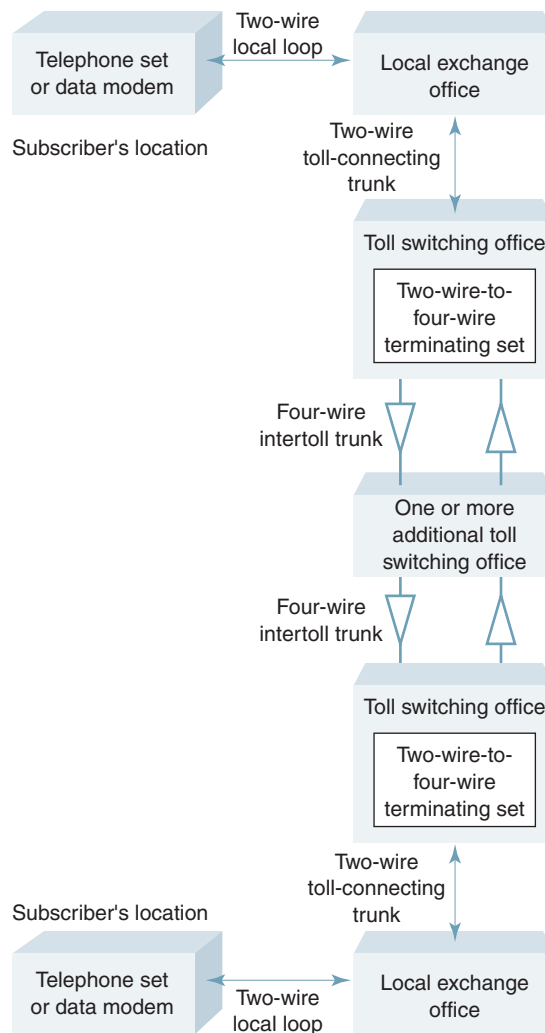 Two-wire
local loop
Telephone set
or data modem
Local exchange
office
Subscriber's location
Two-wire
toll-connecting
trunk
Toll switching office
Two-wire-to-
four-wire
terminating set
Four-wire
intertoll trunk
One or more
additional toll
switching office
Four-wire
intertoll trunk
Toll switching office
Two-wire-to-
four-wire
terminating set
Two-wire
toll-connecting
trunk
Subscriber's location
Telephone set
or data modem
Two-wire
local loop
Local exchange
office